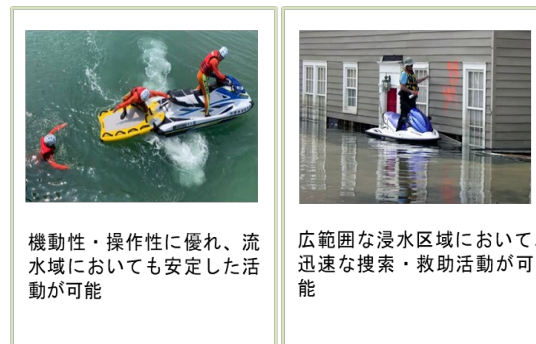 機動性・操作性に優れ、流
水域においても安定した活
動が可能
広範囲な浸水区域において
迅速な捜索・救助活動が可
能